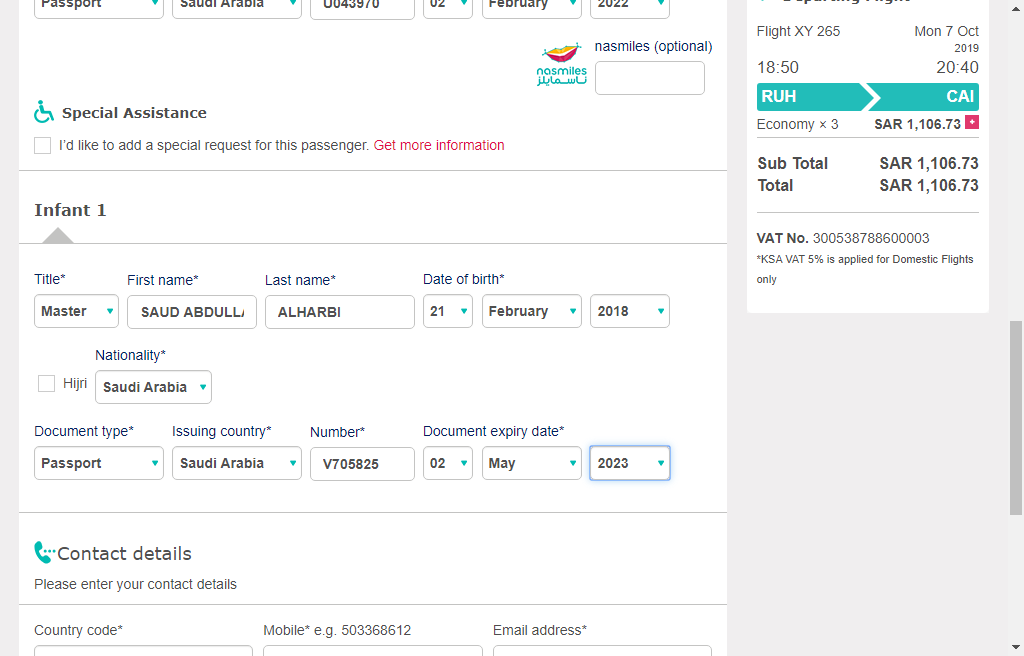 Passport Saudi Arabia U043970 02 February 2022
nasmiles (optional)
nasmiles
ناسمايلز
Special Assistance
I'd like to add a special request for this passenger. Get more information
Infant 1
Title* First name* Last name* Date of birth*
Master SAUD ABDULL ALHARBI 21 February 2018
Nationality*
Hijri Saudi Arabia
Document type* Issuing country* Number* Document expiry date*
Passport Saudi Arabia V705825 02 May 2023
Contact details
Please enter your contact details
Country code* Mobile* e.g. 503368612 Email address*
Departing Flight
Flight XY 265 Mon 7 Oct
2019
18:50 20:40
RUH CAI
Economy × 3 SAR 1,106.73 +
Sub Total SAR 1,106.73
Total SAR 1,106.73
VAT No. 300538788600003
*KSA VAT 5% is applied for Domestic Flights
only